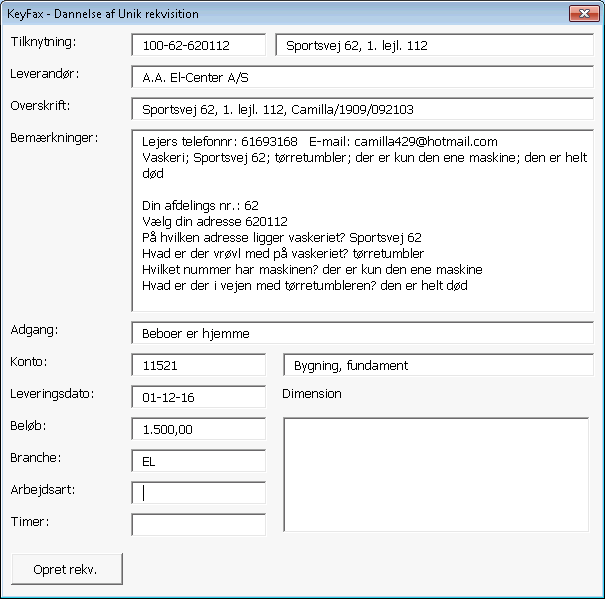 KeyFax - Dannelse af Unik rekvisition
Tilknytning: 100-62-620112 Sportsvej 62, 1. lejl. 112
Leverandør: A.A. El-Center A/S
Overskrift: Sportsvej 62, 1. lejl. 112, Camilla/1909/092103
Bemærkninger: Lejers telefonnr: 61693168 E-mail: camilla429@hotmail.com
Vaskeri; Sportsvej 62; tørretumbler; der er kun den ene maskine; den er helt
død
Din afdelings nr.: 62
Vælg din adresse 620112
På hvilken adresse ligger vaskeriet? Sportsvej 62
Hvad er der vrøvl med på vaskeriet? tørretumbler
Hvilket nummer har maskinen? der er kun den ene maskine
Hvad er der i vejen med tørretumbleren? den er helt død
Adgang: Beboer er hjemme
Konto: 11521 Bygning, fundament
Leveringsdato: 01-12-16 Dimension
Beløb: 1.500,00
Branche: EL
Arbejdsart:
Timer:
Opret rekv.